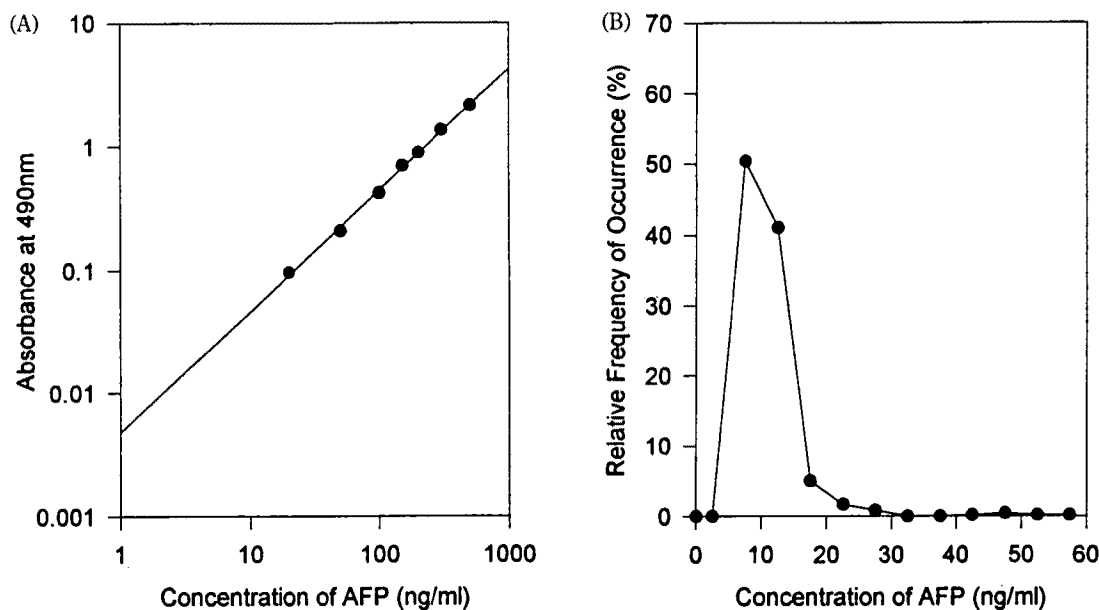 (A)
10
1
0.1
0.01
0.001
Absorbance at 490nm
1 10 100 1000
Concentration of AFP (ng/ml)
(B)
70
60
50
40
30
20
10
0
Relative Frequency of Occurrence (%)
0 10 20 30 40 50 60
Concentration of AFP (ng/ml)